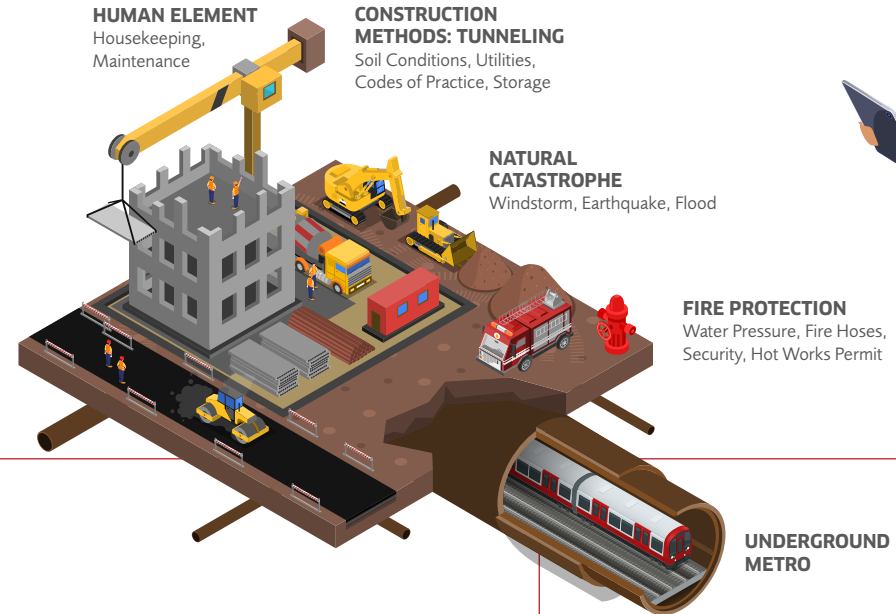 HUMAN ELEMENT
Housekeeping,
Maintenance
CONSTRUCTION
METHODS: TUNNELING
Soil Conditions, Utilities,
Codes of Practice, Storage
NATURAL
CATASTROPHE
Windstorm, Earthquake, Flood
FIRE PROTECTION
Water Pressure, Fire Hoses,
Security, Hot Works Permit
UNDERGROUND
METRO